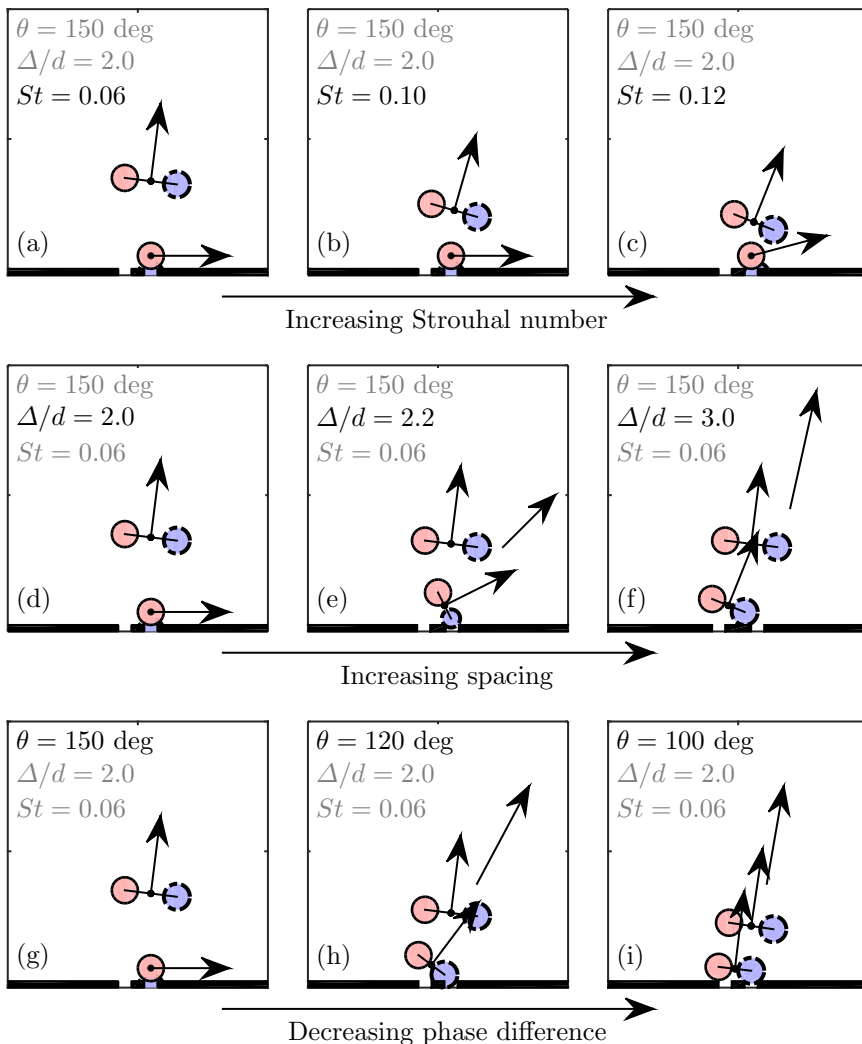 θ = 150 deg
Δ/d = 2.0
St = 0.06
(a)
θ = 150 deg
Δ/d = 2.0
St = 0.10
(b)
θ = 150 deg
Δ/d = 2.0
St = 0.12
(c)
Increasing Strouhal number
θ = 150 deg
Δ/d = 2.0
St = 0.06
(d)
θ = 150 deg
Δ/d = 2.2
St = 0.06
(e)
θ = 150 deg
Δ/d = 3.0
St = 0.06
(f)
Increasing spacing
θ = 150 deg
Δ/d = 2.0
St = 0.06
(g)
θ = 120 deg
Δ/d = 2.0
St = 0.06
(h)
θ = 100 deg
Δ/d = 2.0
St = 0.06
(i)
Decreasing phase difference